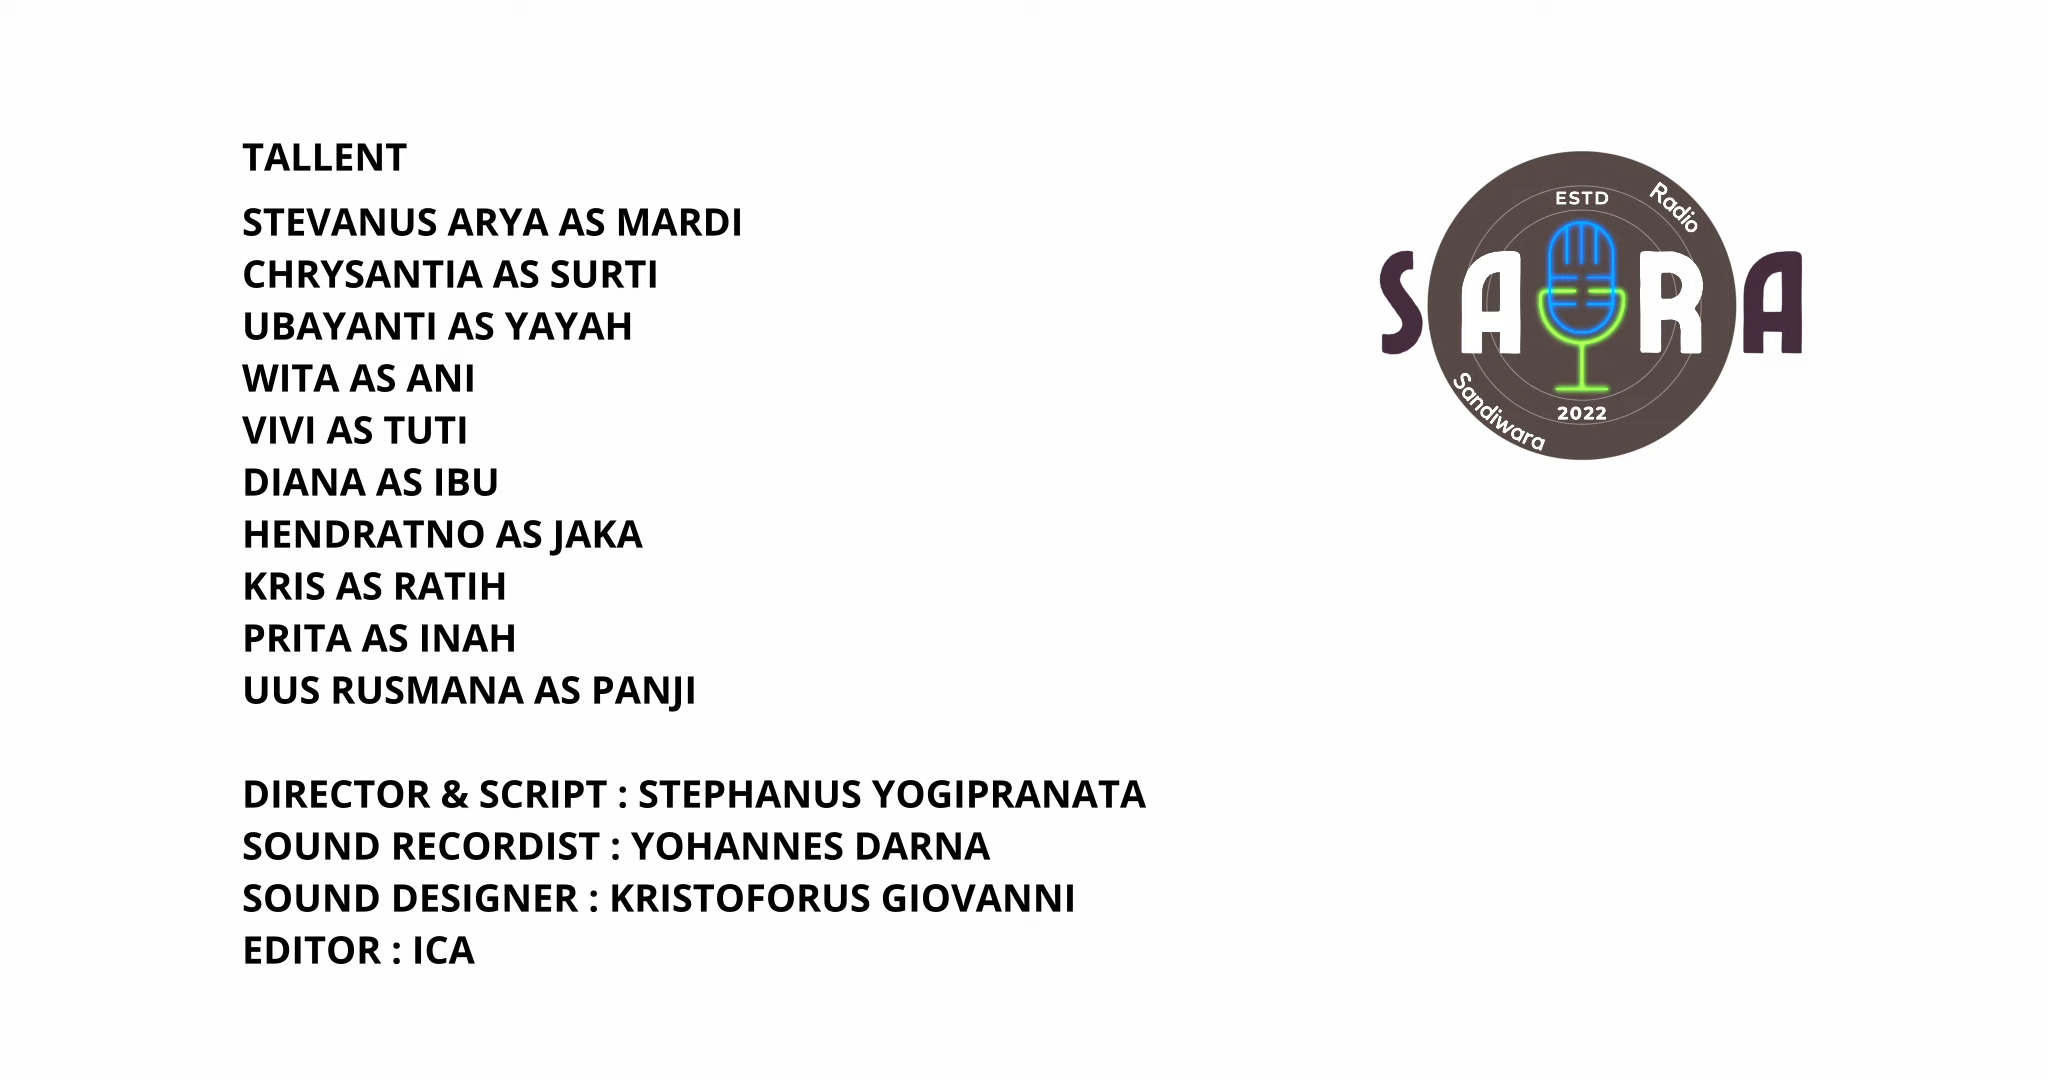 TALLENT
STEVANUS ARYA AS MARDI
CHRYSANTIA AS SURTI
UBAYANTI AS YAYAH
WITA AS ANI
VIVI AS TUTI
DIANA AS IBU
HENDRATNO AS JAKA
KRIS AS RATIH
PRITA AS INAH
UUS RUSMANA AS PANJI
DIRECTOR & SCRIPT : STEPHANUS YOGIPRANATA
SOUND RECORDIST : YOHANNES DARNA
SOUND DESIGNER : KRISTOFORUS GIOVANNI
EDITOR : ICA
ESTD
Radio
SA RA
Sandiwara
2022